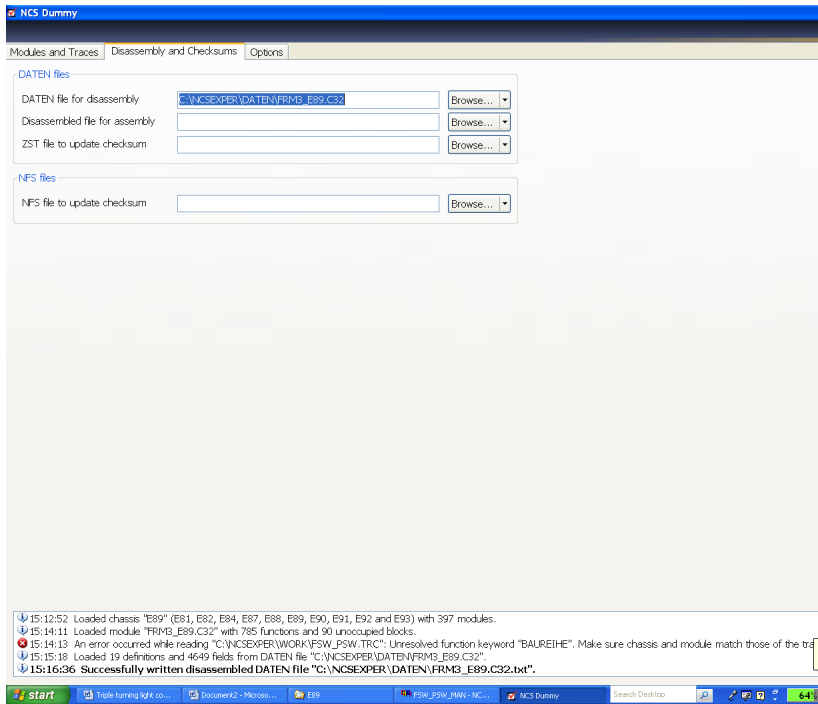 NCS Dummy
Modules and Traces Disassembly and Checksums Options
DATEN files
DATEN file for disassembly C:\NCSEXPER\DATEN\FRM3_E89.C32 Browse...
Disassembled file for assembly Browse...
ZST file to update checksum Browse...
NFS files
NFS file to update checksum Browse...
15:12:52 Loaded chassis "E89" (E81, E82, E84, E87, E88, E89, E90, E91, E92 and E93) with 397 modules.
15:14:11 Loaded module "FRM3_E89.C32" with 785 functions and 90 unoccupied blocks.
15:14:13 An error occurred while reading "C:\NCSEXPER\WORK\FSW_PSW.TRC": Unresolved function keyword "BAUREIHE". Make sure chassis and module match those of the tra
15:15:18 Loaded 19 definitions and 4649 fields from DATEN file "C:\NCSEXPER\DATEN\FRM3_E89.C32".
15:16:36 Successfully written disassembled DATEN file "C:\NCSEXPER\DATEN\FRM3_E89.C32.txt".
start Triple turning light co... Document2 - Microso... E89 FSW_PSW_MAN - NC... NCS Dummy Search Desktop 64%